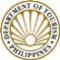 DEPARTMENT OF TOURISM
PHILIPPINES